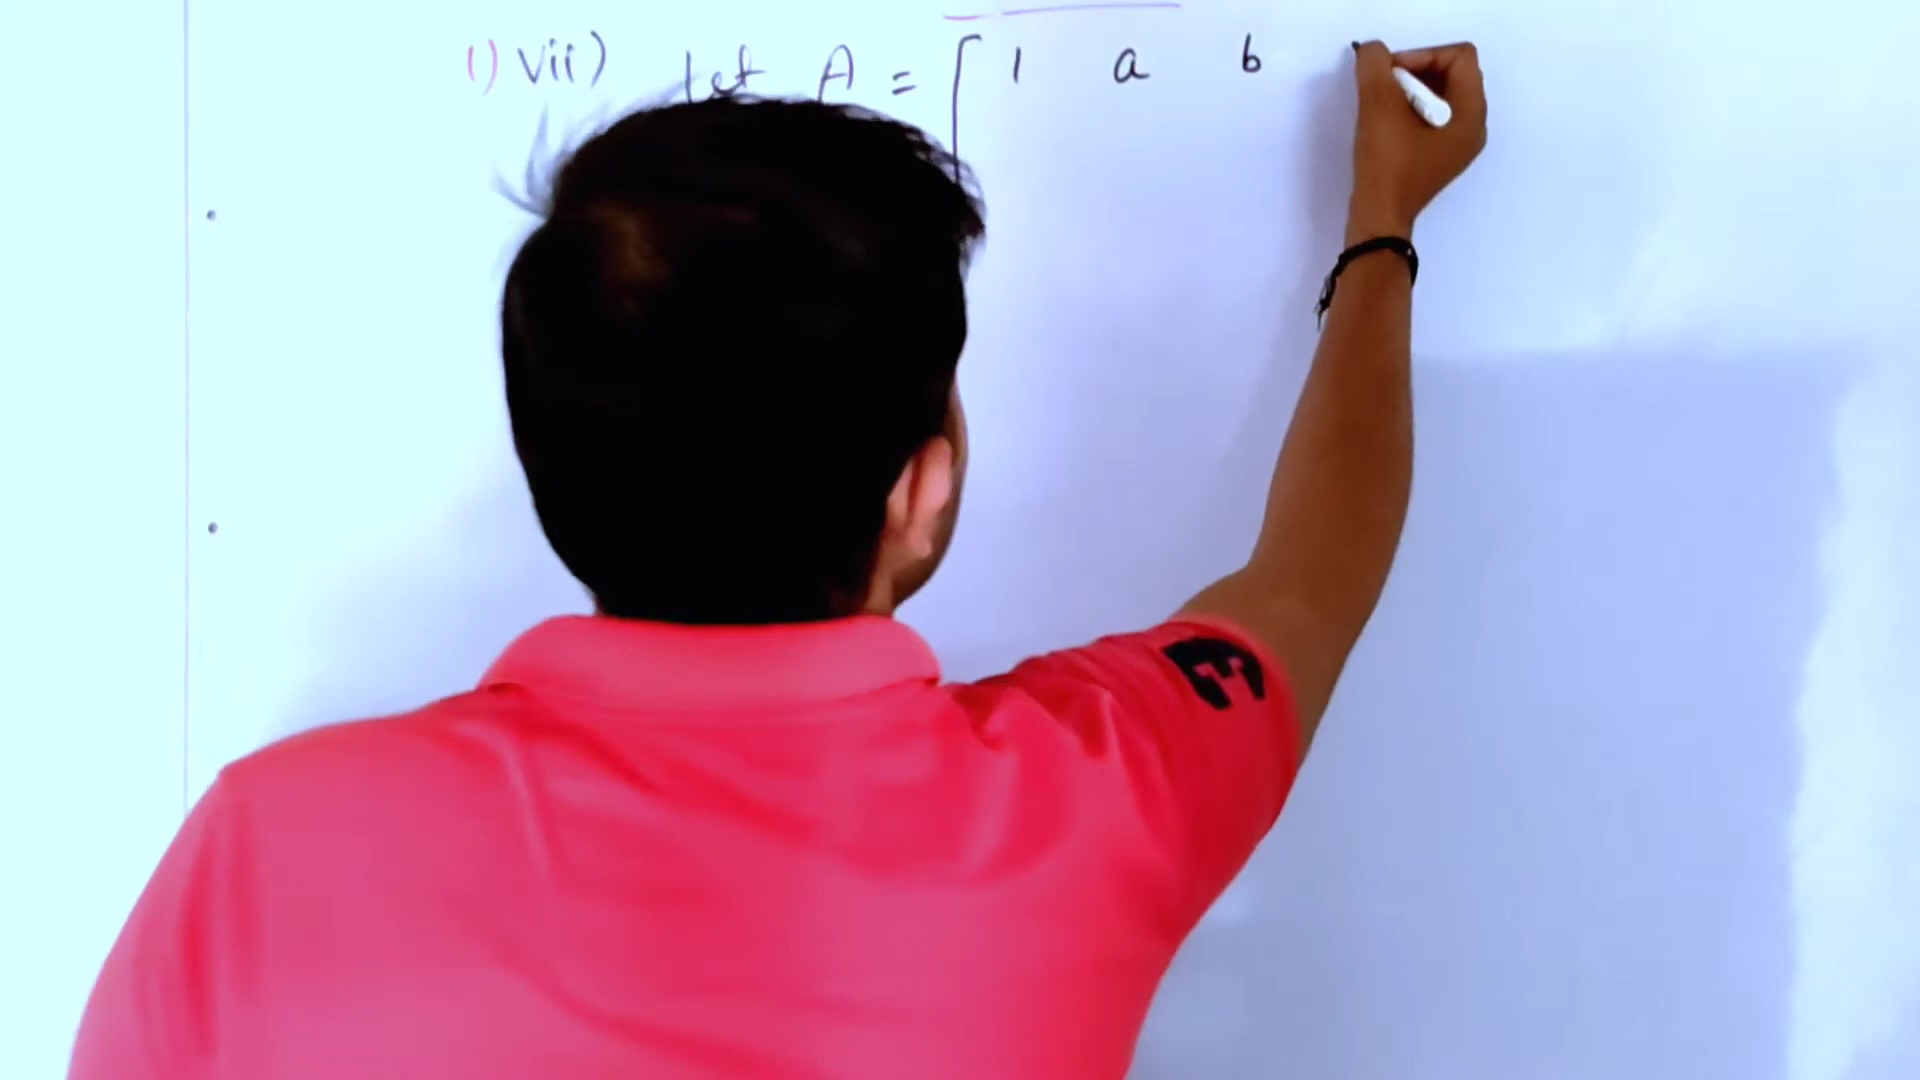 1) vii) Let A = [ 1 a b